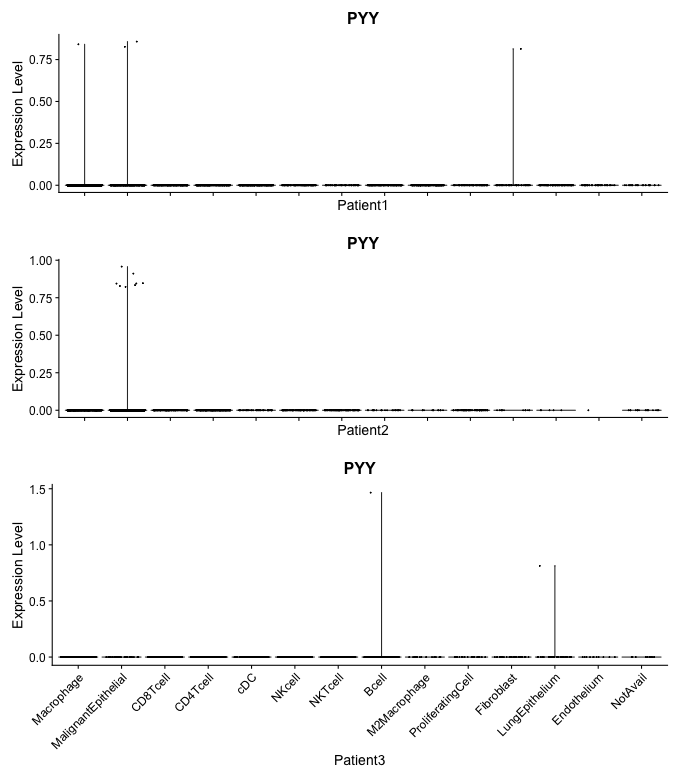 PYY
Expression Level
0.75
0.50
0.25
0.00
Patient1
PYY
Expression Level
1.00
0.75
0.50
0.25
0.00
Patient2
PYY
Expression Level
1.5
1.0
0.5
0.0
Macrophage
MalignantEpithelial
CD8Tcell
CD4Tcell
cDC
NKcell
NKTcell
Bcell
M2Macrophage
ProliferatingCell
Fibroblast
LungEpithelium
Endothelium
NotAvail
Patient3